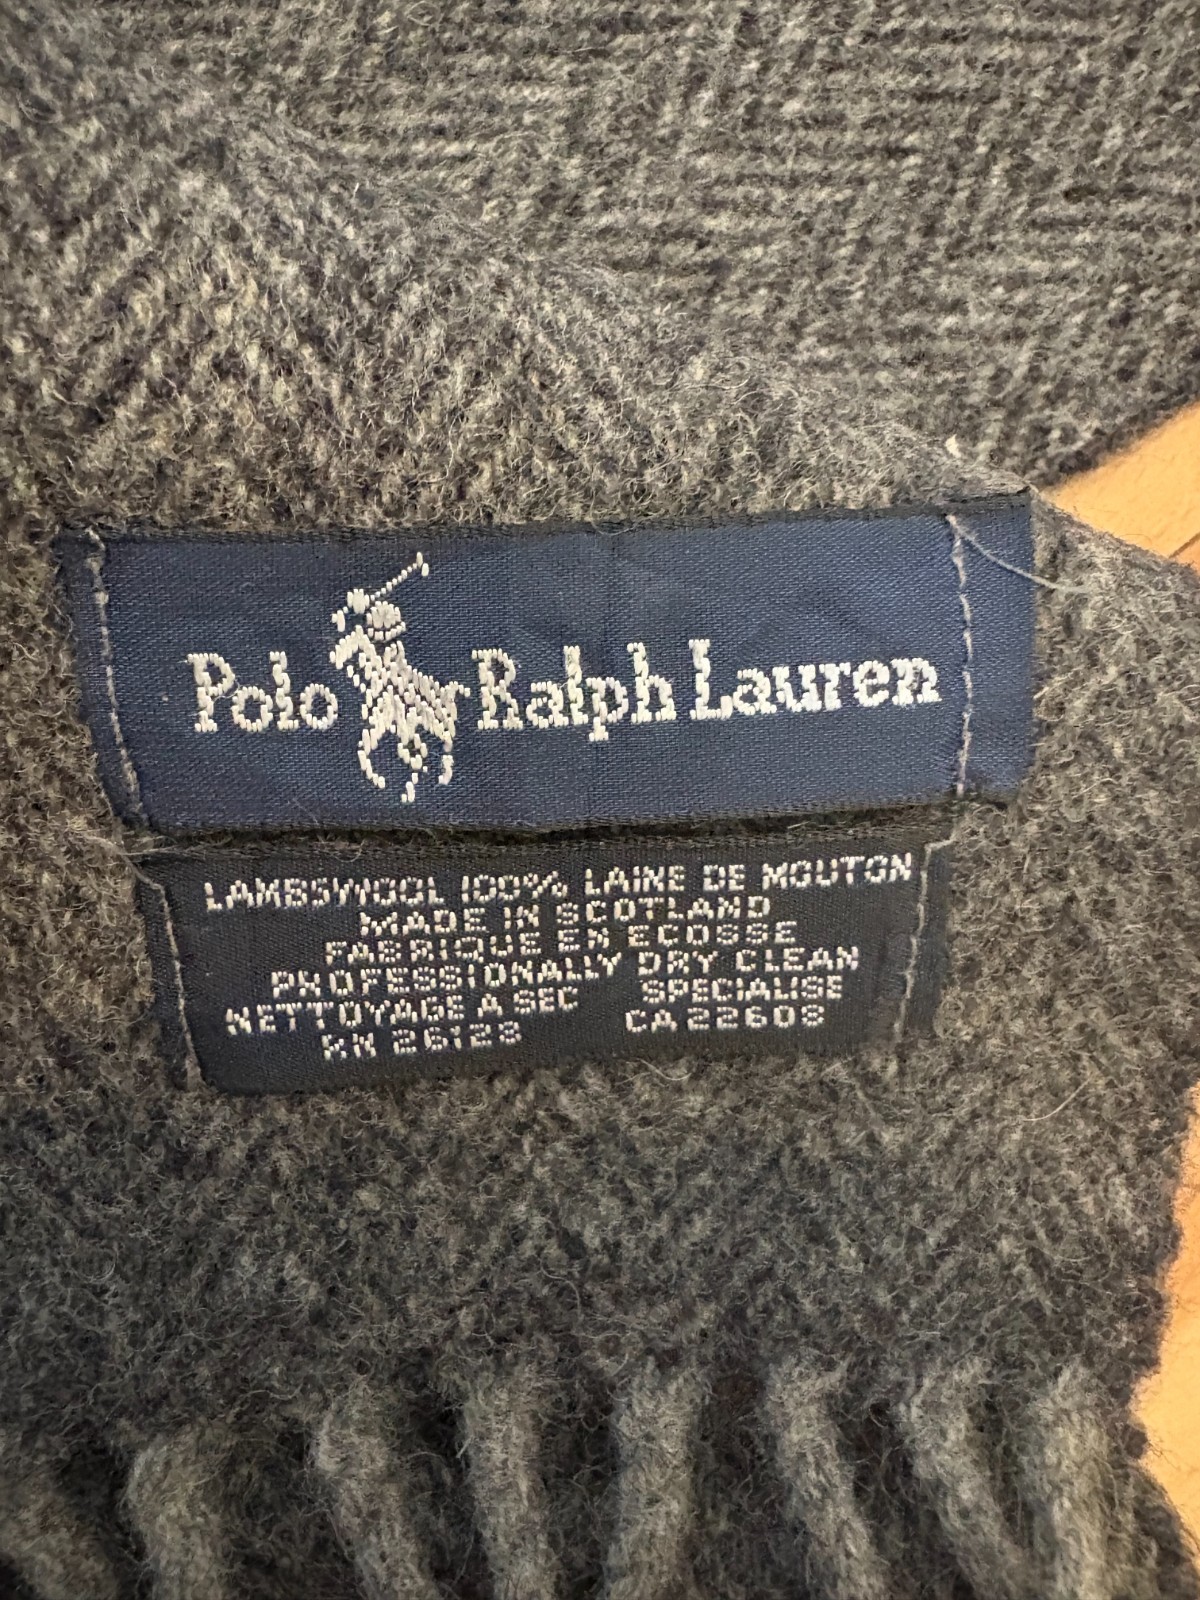 Polo Ralph Lauren
LAMBSWOOL 100% LAINE DE MOUTON
MADE IN SCOTLAND
FABRIQUE EN ECOSSE
PROFESSIONALLY DRY CLEAN
NETTOYAGE A SEC SPECIALISE
RN 26128 CA 22608